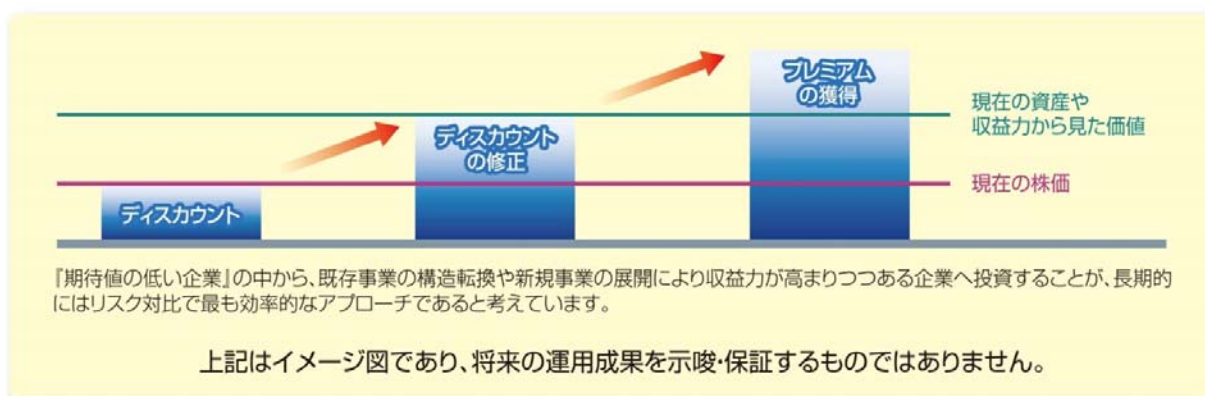 プレミアム
の獲得
現在の資産や
収益力から見た価値
ディスカウント
の修正
現在の株価
ディスカウント
『期待値の低い企業』の中から、既存事業の構造転換や新規事業の展開により収益力が高まりつつある企業へ投資することが、長期的
にはリスク対比で最も効率的なアプローチであると考えています。
上記はイメージ図であり、将来の運用成果を示唆・保証するものではありません。